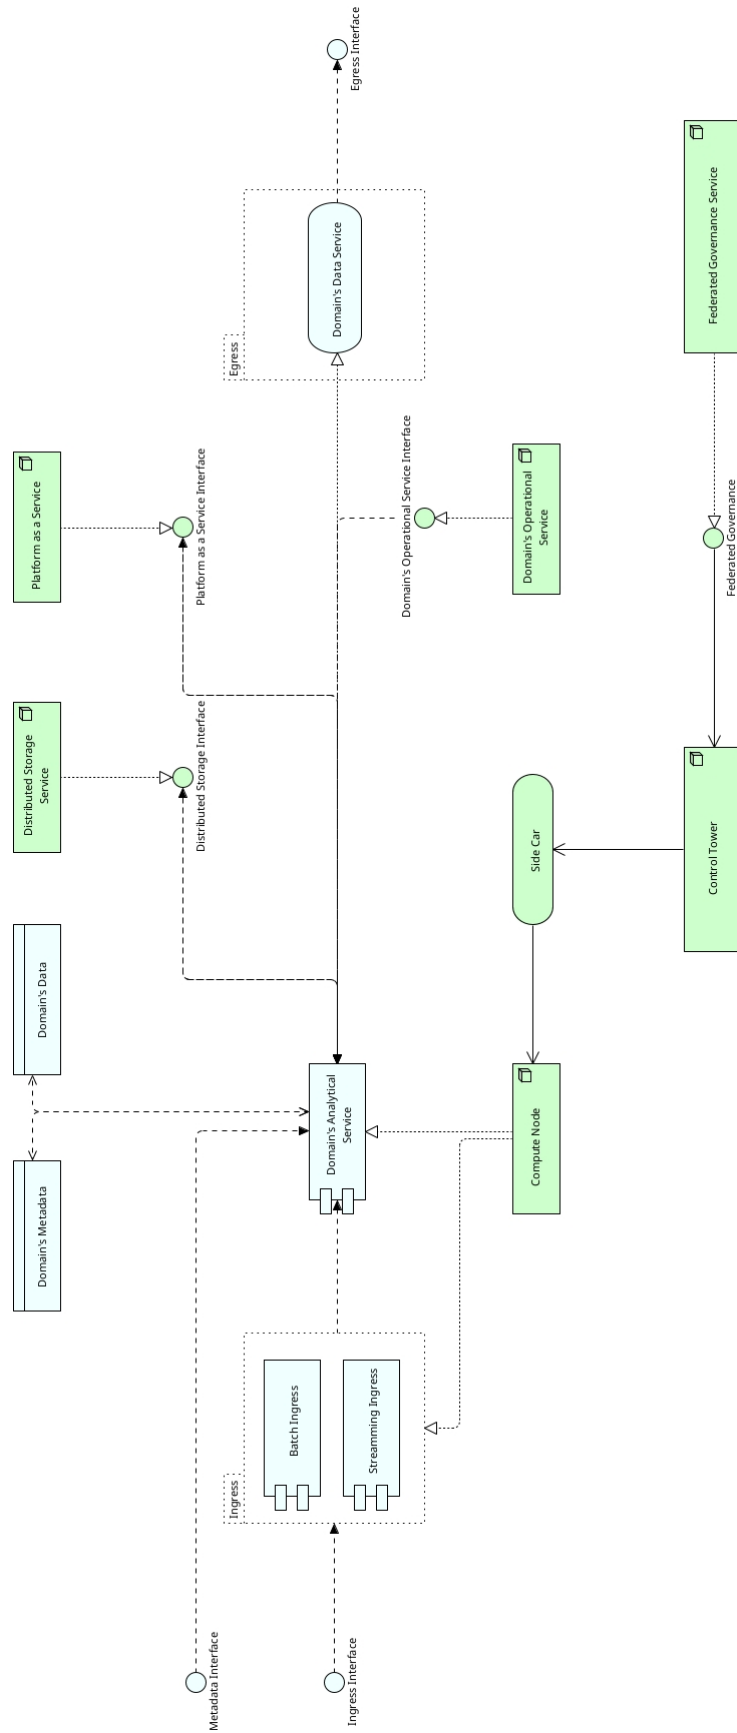 Domain's Metadata
Domain's Data
Distributed Storage
Service
Platform as a Service
Metadata Interface
Distributed Storage Interface
Platform as a Service Interface
Ingress
Batch Ingress
Streamming Ingress
Ingress Interface
Domain's Analytical
Service
Egress
Domain's Data Service
Egress Interface
Domain's Operational Service Interface
Compute Node
Side Car
Domain's Operational
Service
Control Tower
Federated Governance
Federated Governance Service